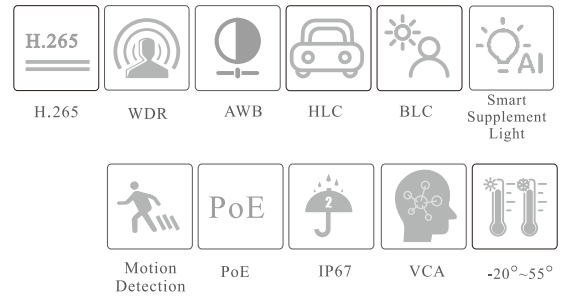 H.265
AI
H.265
WDR
AWB
HLC
BLC
Smart
Supplement
Light
PoE
2
Motion
Detection
PoE
IP67
VCA
-20°~55°